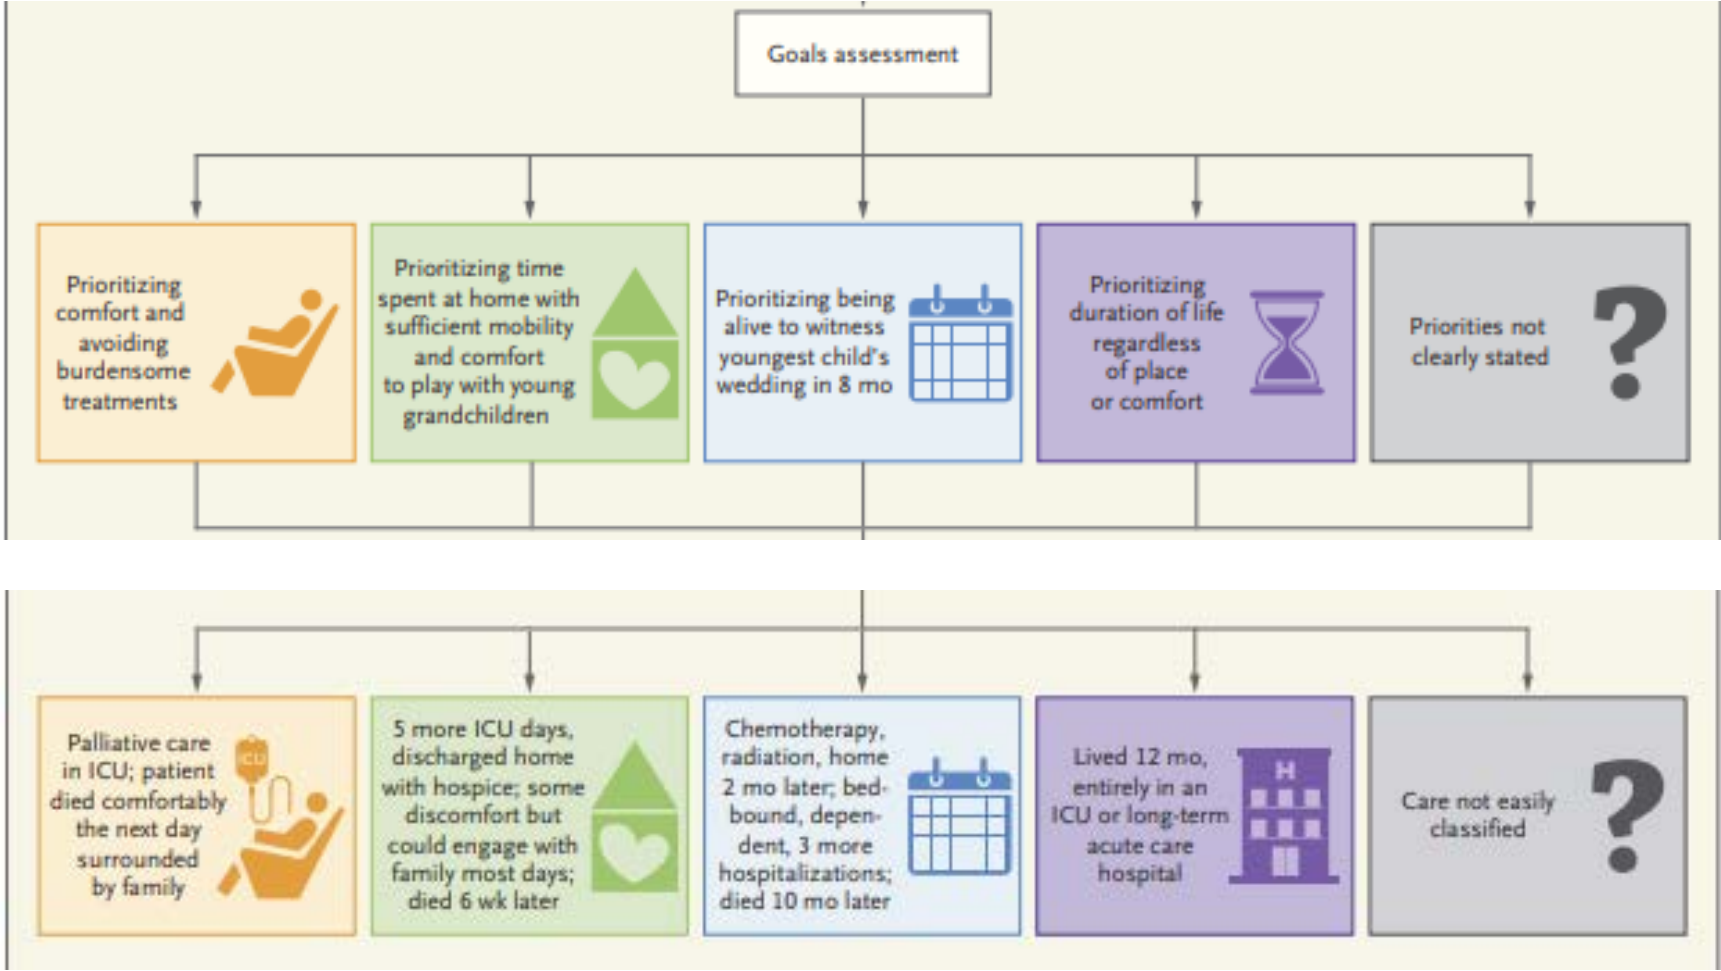 Goals assessment
Prioritizing
comfort and
avoiding
burdensome
treatments
Prioritizing time
spent at home with
sufficient mobility
and comfort
to play with young
grandchildren
Prioritizing being
alive to witness
youngest child's
wedding in 8 mo
Prioritizing
duration of life
regardless
of place
or comfort
Priorities not
clearly stated
?
Palliative care
in ICU; patient
died comfortably
the next day
surrounded
by family
ICU
5 more ICU days,
discharged home
with hospice; some
discomfort but
could engage with
family most days;
died 6 wk later
Chemotherapy,
radiation, home
2 mo later; bed-
bound, depen-
dent, 3 more
hospitalizations;
died 10 mo later
Lived 12 mo,
entirely in an
ICU or long-term
acute care
hospital
H
Care not easily
classified
?